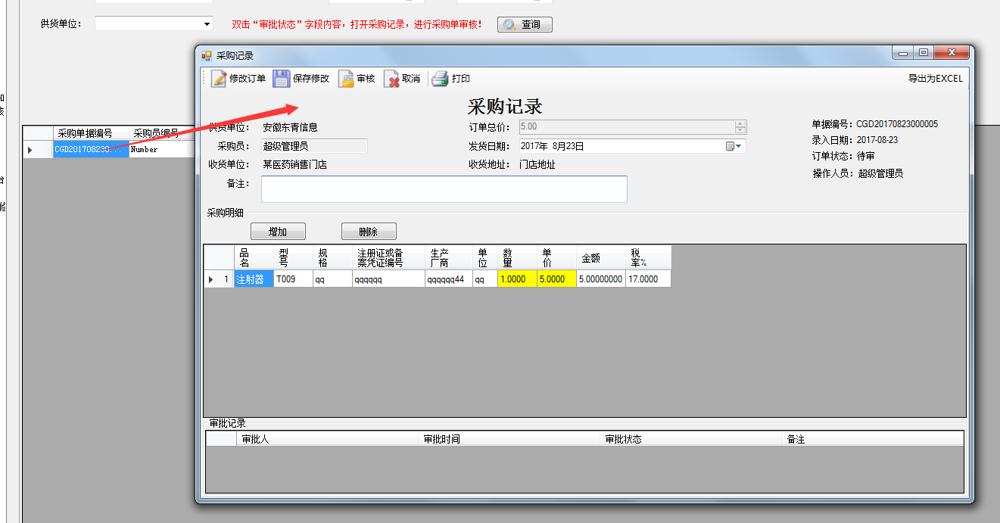 供货单位：
双击“审批状态”字段内容，打开采购记录，进行采购单审核！
查询
采购单据编号 采购员编号
CGD201708230... Number
采购记录
修改订单 保存修改 审核 取消 打印 导出为EXCEL
采购记录
供货单位： 安徽东青信息 订单总价： 5.00 单据编号： CGD20170823000005
采购员： 超级管理员 发货日期： 2017年 8月23日 录入日期： 2017-08-23
收货单位： 某医药销售门店 收货地址： 门店地址 订单状态： 待审
备注： 操作人员： 超级管理员
采购明细
增加 删除
品名 型号 规格 注册证或备案凭证编号 生产厂商 单位 数量 单价 金额 税率%
1 注射器 T009 qq qqqqqq qqqqqq44 qq 1.0000 5.0000 5.00000000 17.0000
审批记录
审批人 审批时间 审批状态 备注